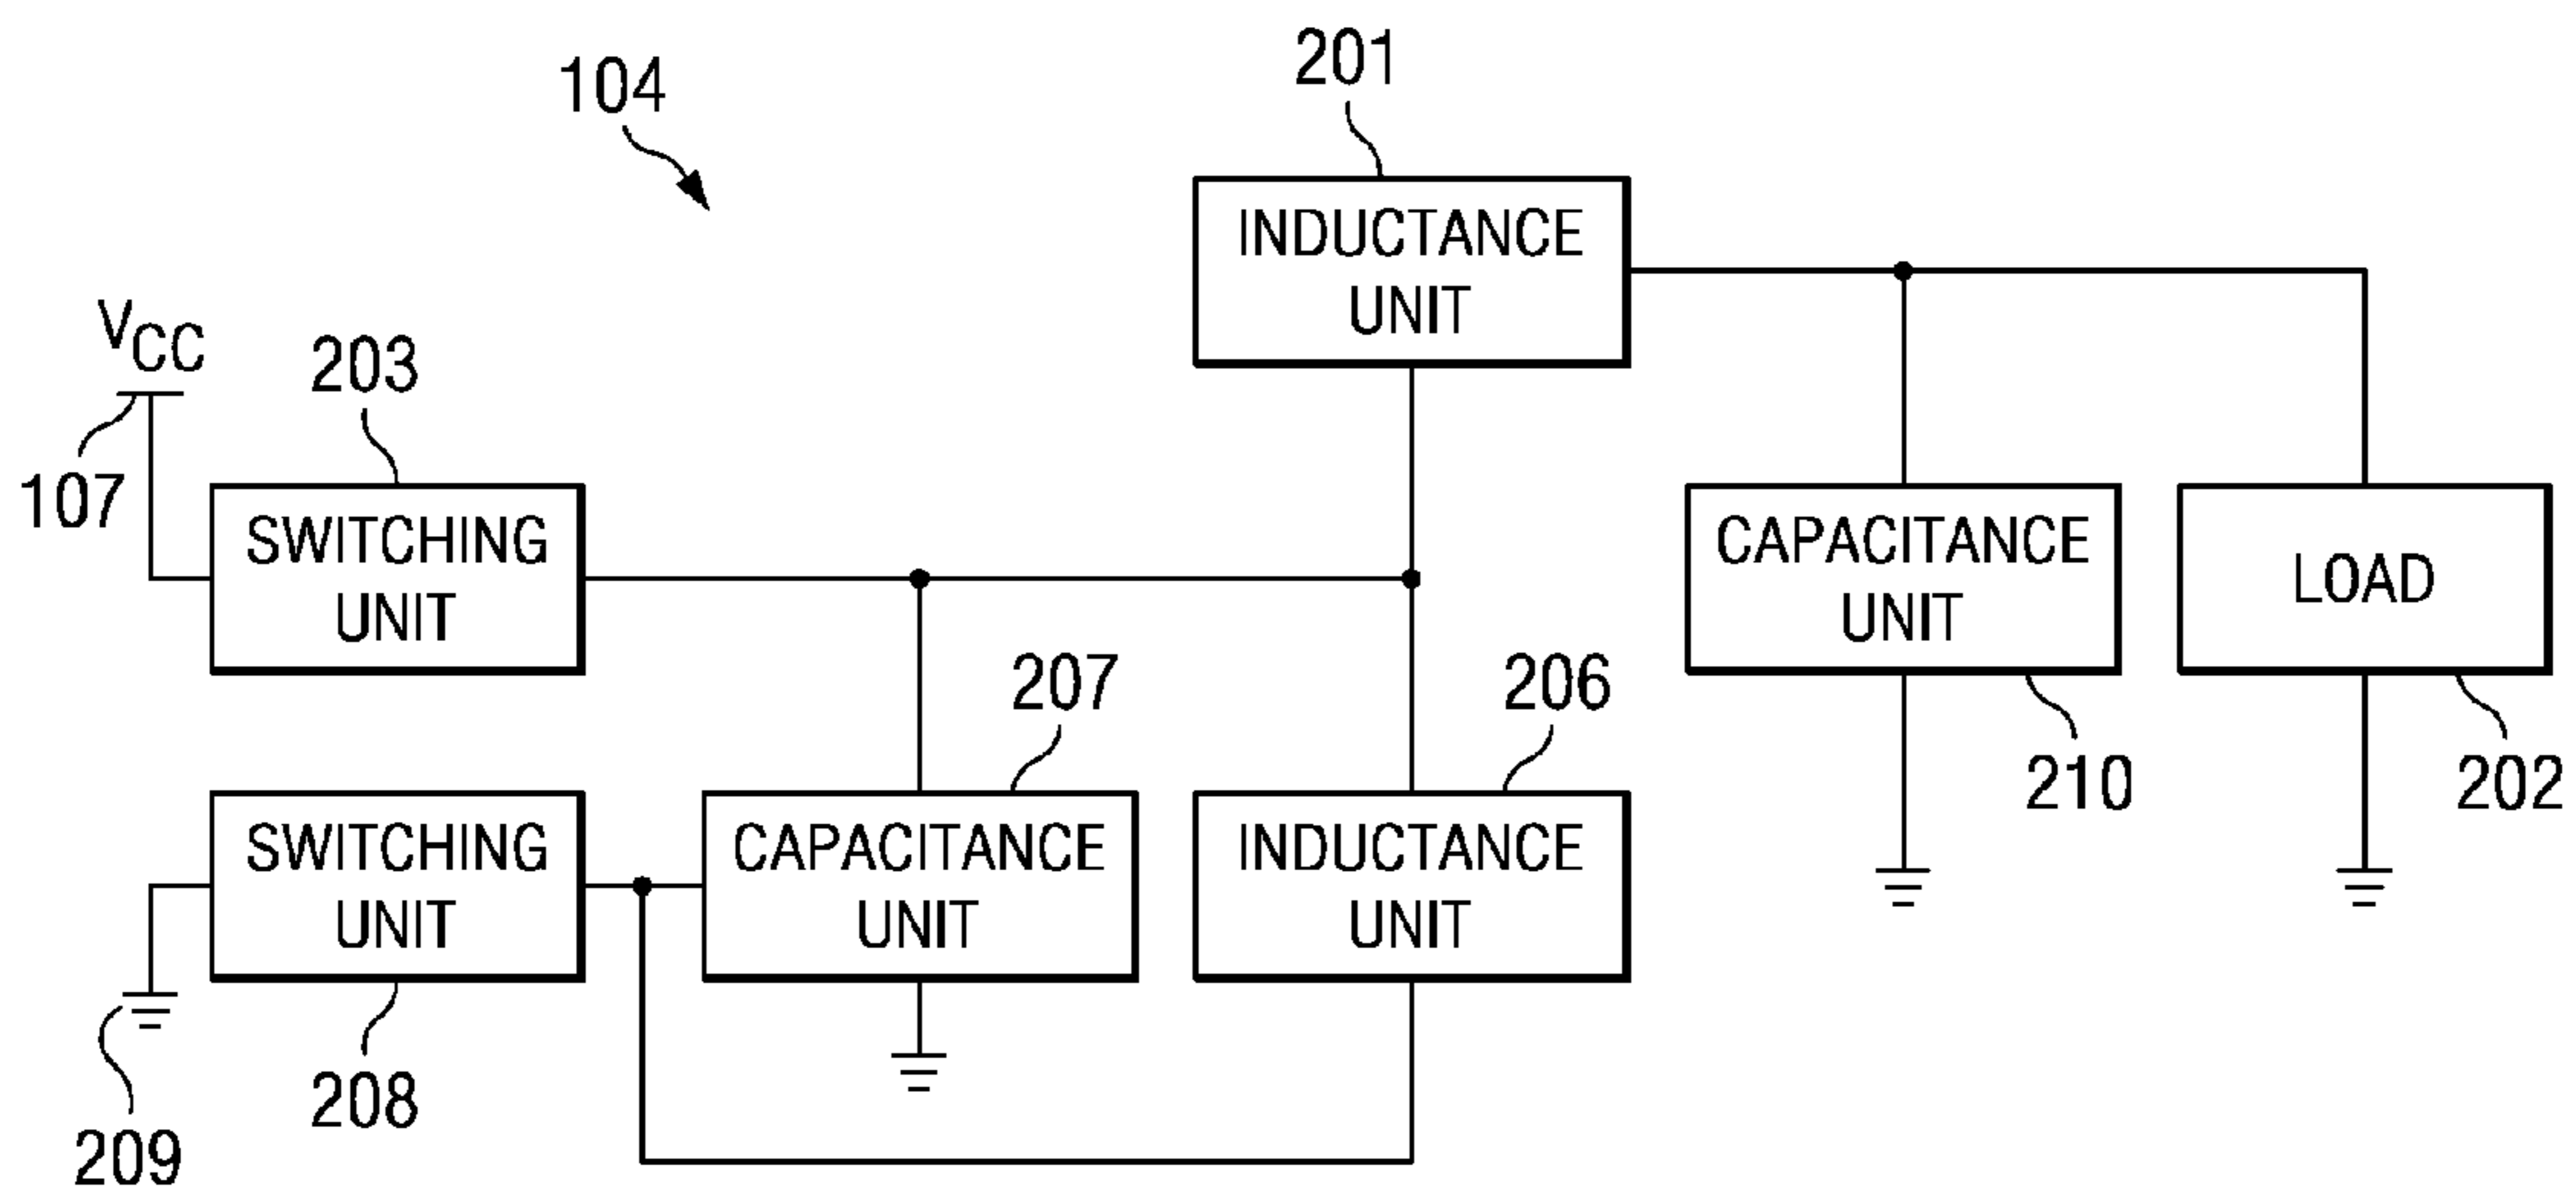 104
201
INDUCTANCE
UNIT
VCC
107
203
SWITCHING
UNIT
CAPACITANCE
UNIT
LOAD
207
206
210
202
SWITCHING
UNIT
CAPACITANCE
UNIT
INDUCTANCE
UNIT
208
209